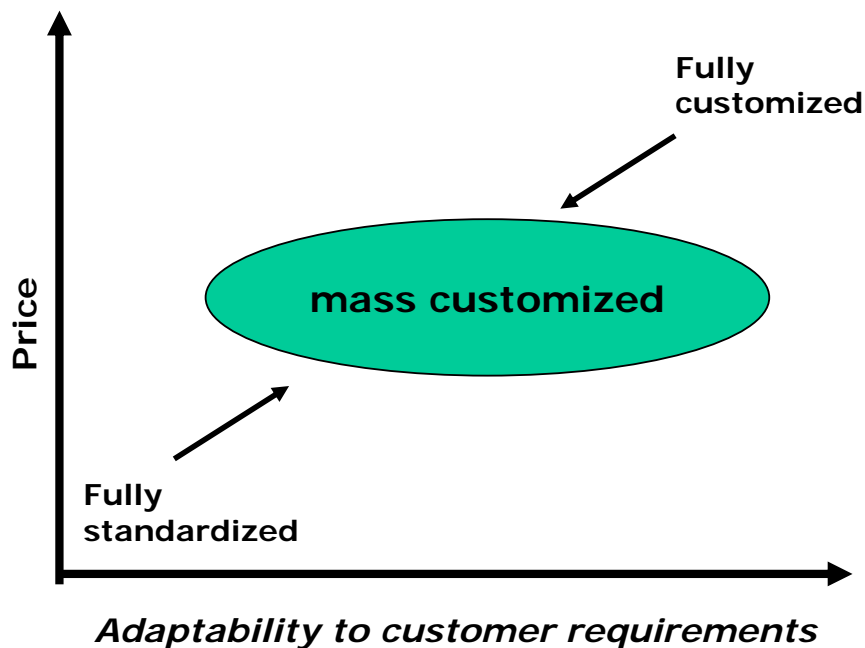 Fully
customized
mass customized
Price
Fully
standardized
Adaptability to customer requirements